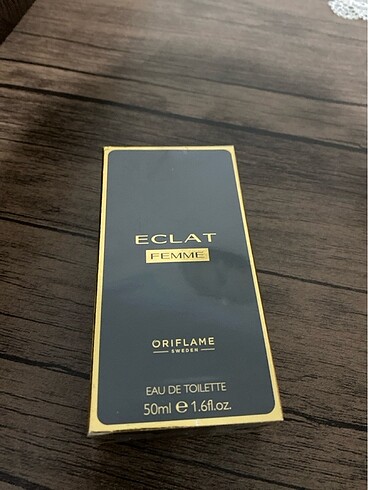 ECLAT
FEMME
ORIFLAME
SWEDEN
EAU DE TOILETTE
50ml ℮ 1.6fl.oz.